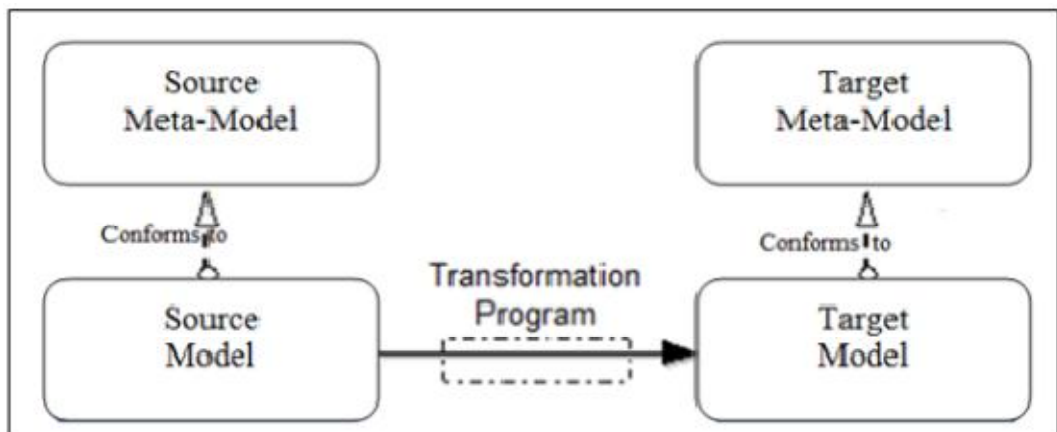 Source
Meta-Model
Target
Meta-Model
Conforms to
Conforms to
Transformation
Program
Source
Model
Target
Model